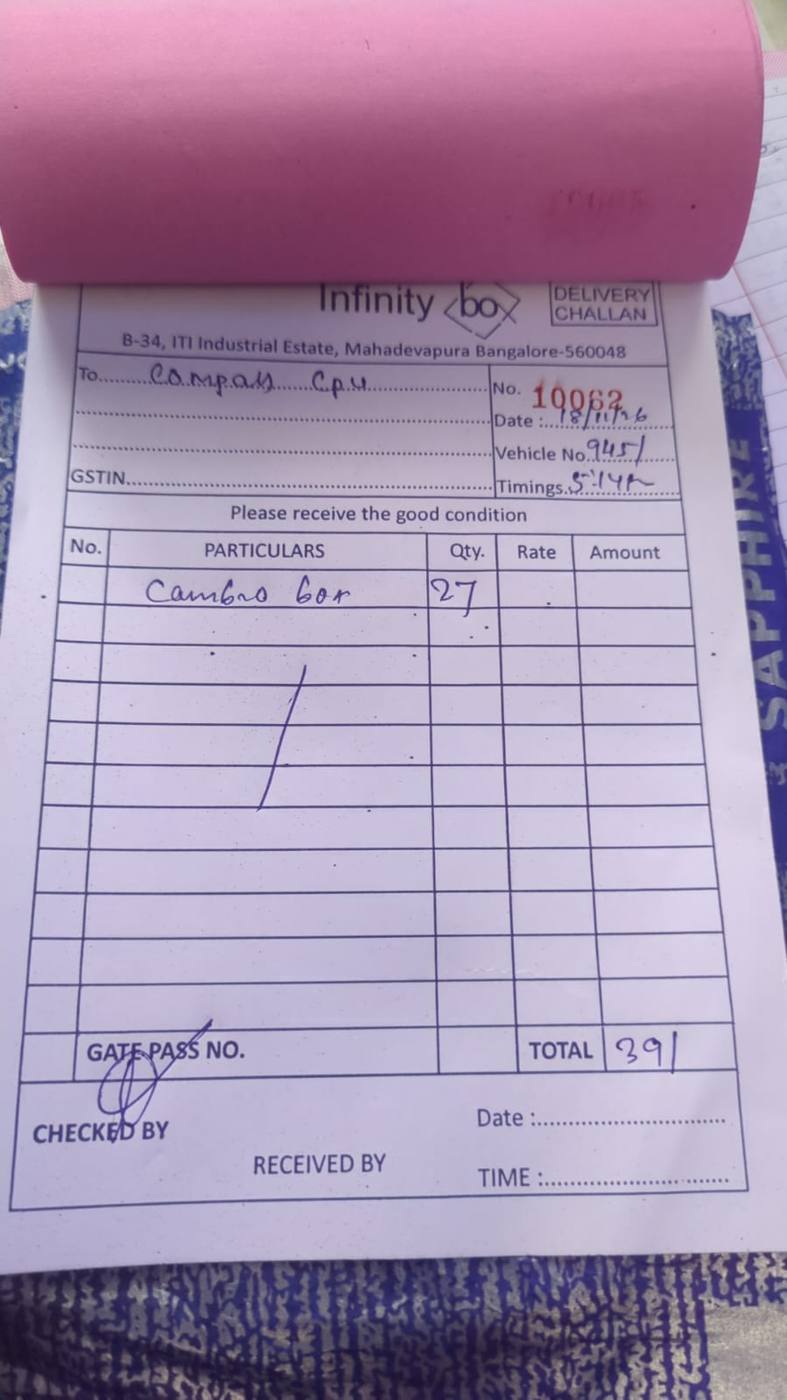 Infinity box
DELIVERY
CHALLAN
B-34, ITI Industrial Estate, Mahadevapura Bangalore-560048
To Compass Cpu
No. 10062
Date : 18/11/26
Vehicle No 9451
GSTIN
Timings. 5:14
Please receive the good condition
No. PARTICULARS Qty. Rate Amount
Cambro box 27
GATE PASS NO. TOTAL 391
CHECKED BY
Date :
RECEIVED BY
TIME :
SAPPHIRE